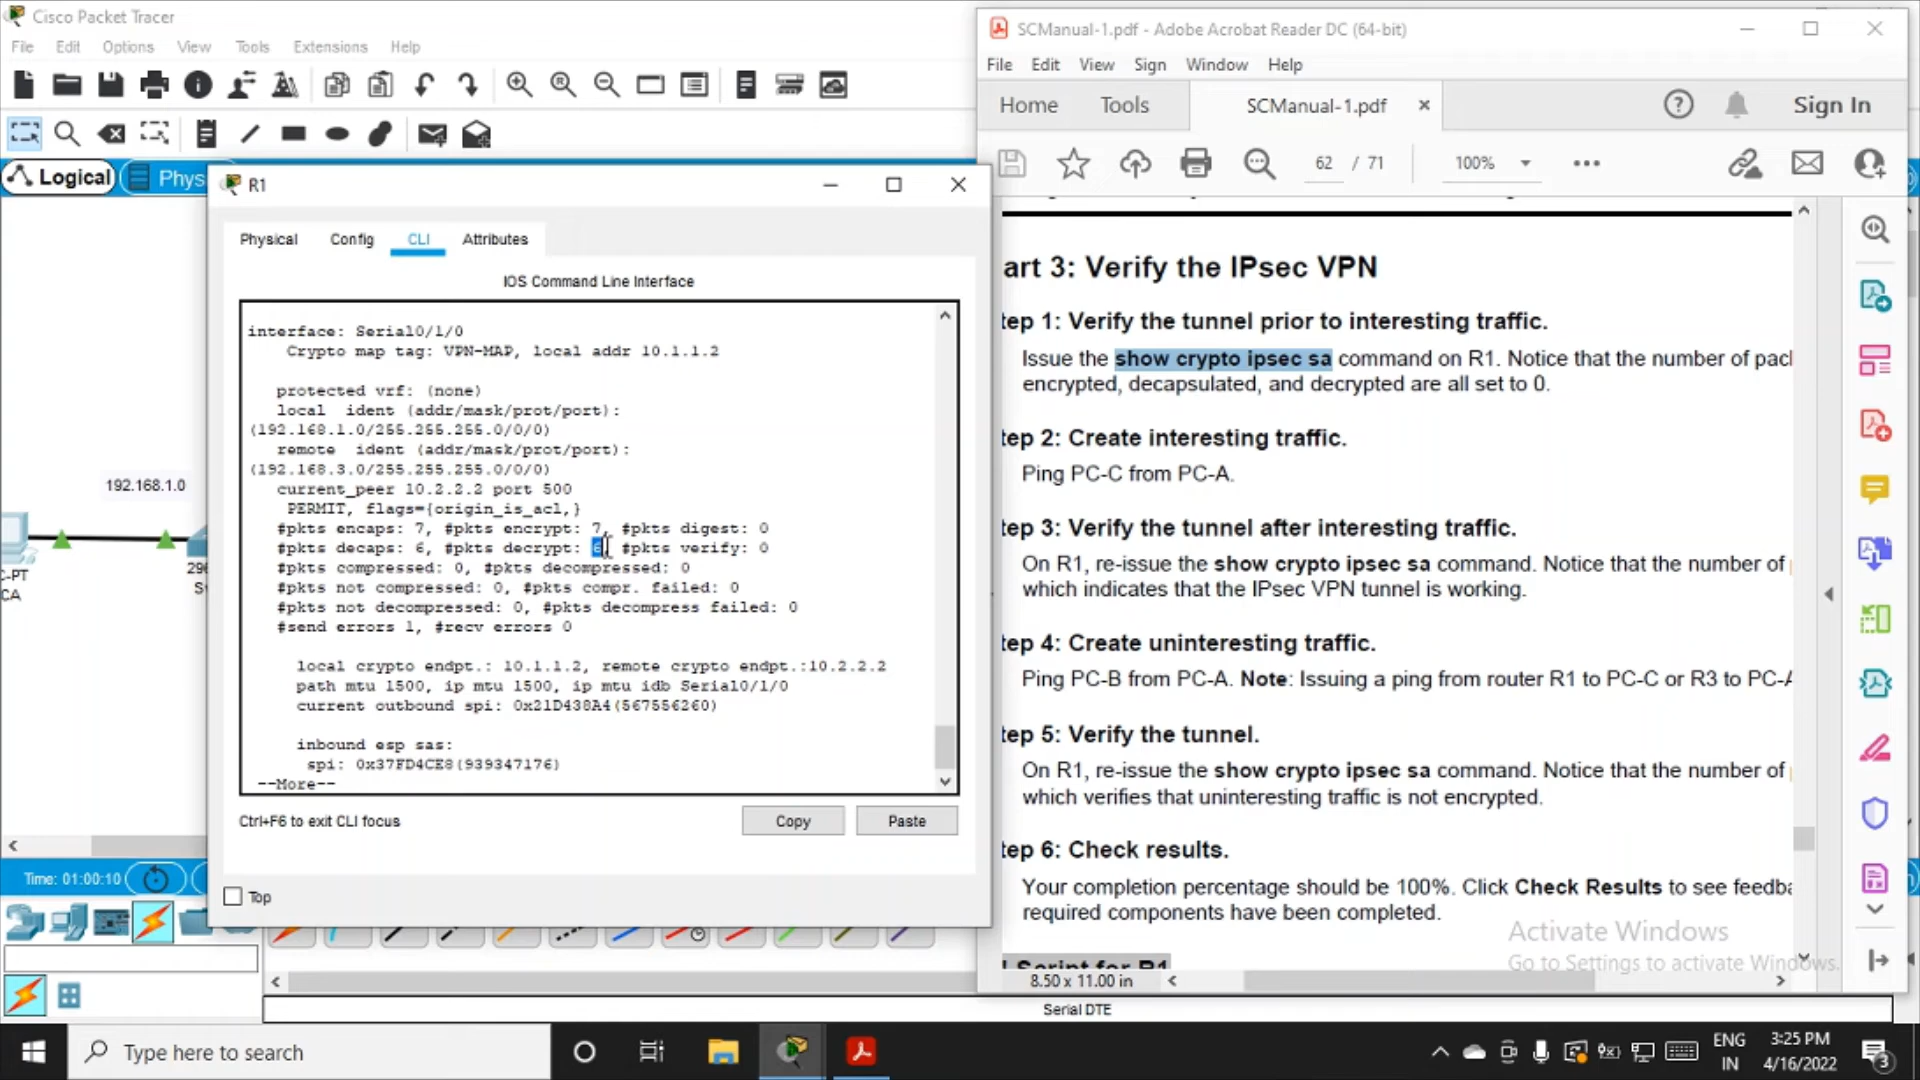 Cisco Packet Tracer
File Edit View Options Tools Extensions Help
Logical
Phys
192.168.1.0
C-PT
CA
296
Sw
Time: 01:00:10
R1
Physical Config CLI Attributes
IOS Command Line Interface
interface: Serial0/1/0
Crypto map tag: VPN-MAP, local addr 10.1.1.2
protected vrf: (none)
local ident (addr/mask/prot/port):
(192.168.1.0/255.255.255.0/0/0)
remote ident (addr/mask/prot/port):
(192.168.3.0/255.255.255.0/0/0)
current_peer 10.2.2.2 port 500
PERMIT, flags={origin_is_acl,}
#pkts encaps: 7, #pkts encrypt: 7, #pkts digest: 0
#pkts decaps: 6, #pkts decrypt: 6, #pkts verify: 0
#pkts compressed: 0, #pkts decompressed: 0
#pkts not compressed: 0, #pkts compr. failed: 0
#pkts not decompressed: 0, #pkts decompress failed: 0
#send errors 1, #recv errors 0
local crypto endpt.: 10.1.1.2, remote crypto endpt.:10.2.2.2
path mtu 1500, ip mtu 1500, ip mtu idb Serial0/1/0
current outbound spi: 0x21D438A4(567556260)
inbound esp sas:
spi: 0x37FD4CE8(939347176)
--More--
Ctrl+F6 to exit CLI focus
Copy Paste
Top
Serial DTE
SCManual-1.pdf - Adobe Acrobat Reader DC (64-bit)
File Edit View Sign Window Help
Home Tools SCManual-1.pdf Sign In
62 / 71 100%
art 3: Verify the IPsec VPN
tep 1: Verify the tunnel prior to interesting traffic.
Issue the show crypto ipsec sa command on R1. Notice that the number of pack
encrypted, decapsulated, and decrypted are all set to 0.
tep 2: Create interesting traffic.
Ping PC-C from PC-A.
tep 3: Verify the tunnel after interesting traffic.
On R1, re-issue the show crypto ipsec sa command. Notice that the number of
which indicates that the IPsec VPN tunnel is working.
tep 4: Create uninteresting traffic.
Ping PC-B from PC-A. Note: Issuing a ping from router R1 to PC-C or R3 to PC-A
tep 5: Verify the tunnel.
On R1, re-issue the show crypto ipsec sa command. Notice that the number of
which verifies that uninteresting traffic is not encrypted.
tep 6: Check results.
Your completion percentage should be 100%. Click Check Results to see feedba
required components have been completed.
Script for R1
8.50 x 11.00 in
Activate Windows
Go to Settings to activate Windows.
Type here to search
ENG
IN
3:25 PM
4/16/2022
3